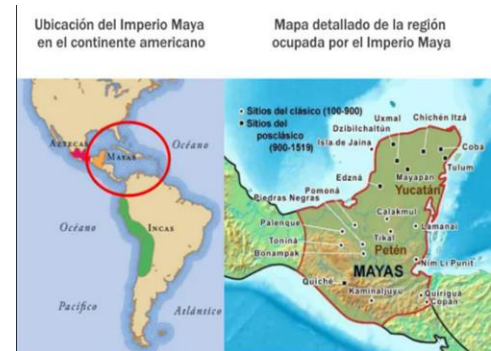 Ubicación del Imperio Maya
en el continente americano
Mapa detallado de la región
ocupada por el Imperio Maya
AZTECAS
MAYAS
Océano
INCAS
Océano
Pacífico
Atlántico
• Sitios del clásico (100-900)
▪ Sitios del
posclásico
(900-1519)
Uxmal
Chichén Itzá
Dzibilchaltún
Isla de Jaina
Cobá
Tulum
Mayapan
Edzná
Yucatán
Pomoná
Piedras Negras
Calakmul
Palenque
Lamanai
Tikal
Toniná
Petén
Bonampak
Nim Li Punit
MAYAS
Quiché
Kaminaljuyu
Quiriguá
Copán